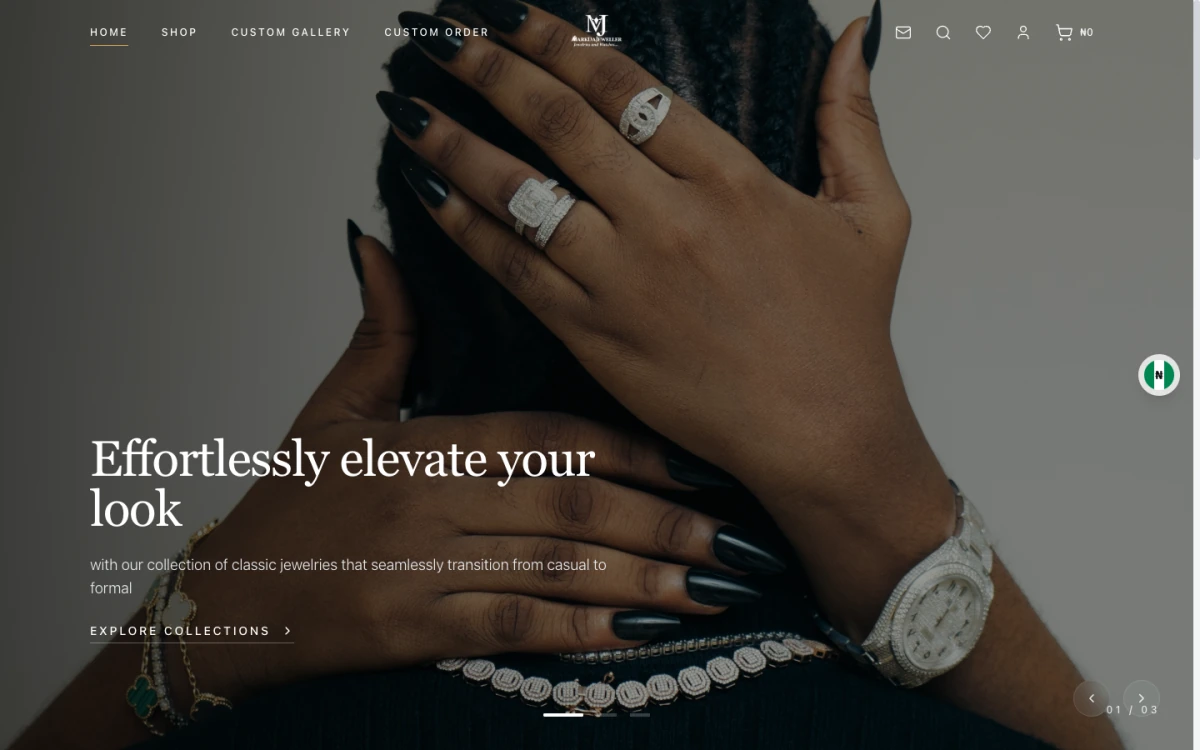 HOME
SHOP
CUSTOM GALLERY
CUSTOM ORDER
MJ
₦0
₦
Effortlessly elevate your
look
with our collection of classic jewelries that seamlessly transition from casual to
formal
EXPLORE COLLECTIONS
01 / 03